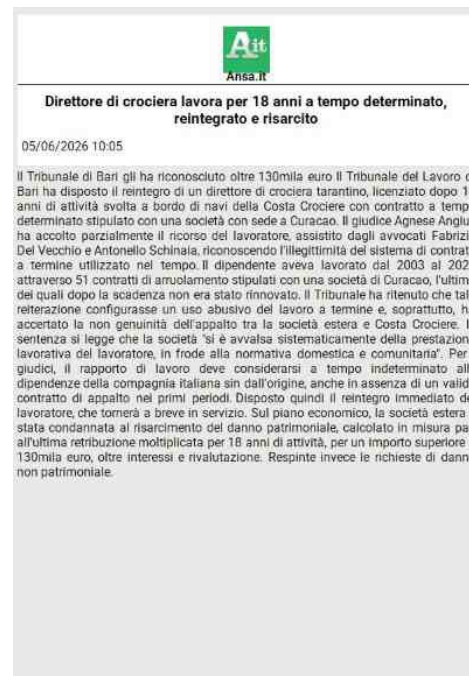 Ait
Ansa.it
Direttore di crociera lavora per 18 anni a tempo determinato,
reintegrato e risarcito
05/06/2026 10:05
Il Tribunale di Bari gli ha riconosciuto oltre 130mila euro Il Tribunale del Lavoro d
Bari ha disposto il reintegro di un direttore di crociera tarantino, licenziato dopo 1
anni di attività svolta a bordo di navi della Costa Crociere con contratto a temp
determinato stipulato con una società con sede a Curacao. Il giudice Agnese Angiu
ha accolto parzialmente il ricorso del lavoratore, assistito dagli avvocati Fabrizi
Del Vecchio e Antonello Schinaia, riconoscendo l'illegittimità del sistema di contrat
a termine utilizzato nel tempo. Il dipendente aveva lavorato dal 2003 al 202
attraverso 51 contratti di arruolamento stipulati con una società di Curacao, l'ultim
dei quali dopo la scadenza non era stato rinnovato. Il Tribunale ha ritenuto che tal
reiterazione configurasse un uso abusivo del lavoro a termine e, soprattutto, h
accertato la non genuinità dell'appalto tra la società estera e Costa Crociere. I
sentenza si legge che la società "si è avvalsa sistematicamente della prestazion
lavorativa del lavoratore, in frode alla normativa domestica e comunitaria". Per
giudici, il rapporto di lavoro deve considerarsi a tempo indeterminato all
dipendenze della compagnia italiana sin dall'origine, anche in assenza di un valid
contratto di appalto nei primi periodi. Disposto quindi il reintegro immediato de
lavoratore, che tornerà a breve in servizio. Sul piano economico, la società estera
stata condannata al risarcimento del danno patrimoniale, calcolato in misura pa
all'ultima retribuzione moltiplicata per 18 anni di attività, per un importo superiore
130mila euro, oltre interessi e rivalutazione. Respinte invece le richieste di dann
non patrimoniale.